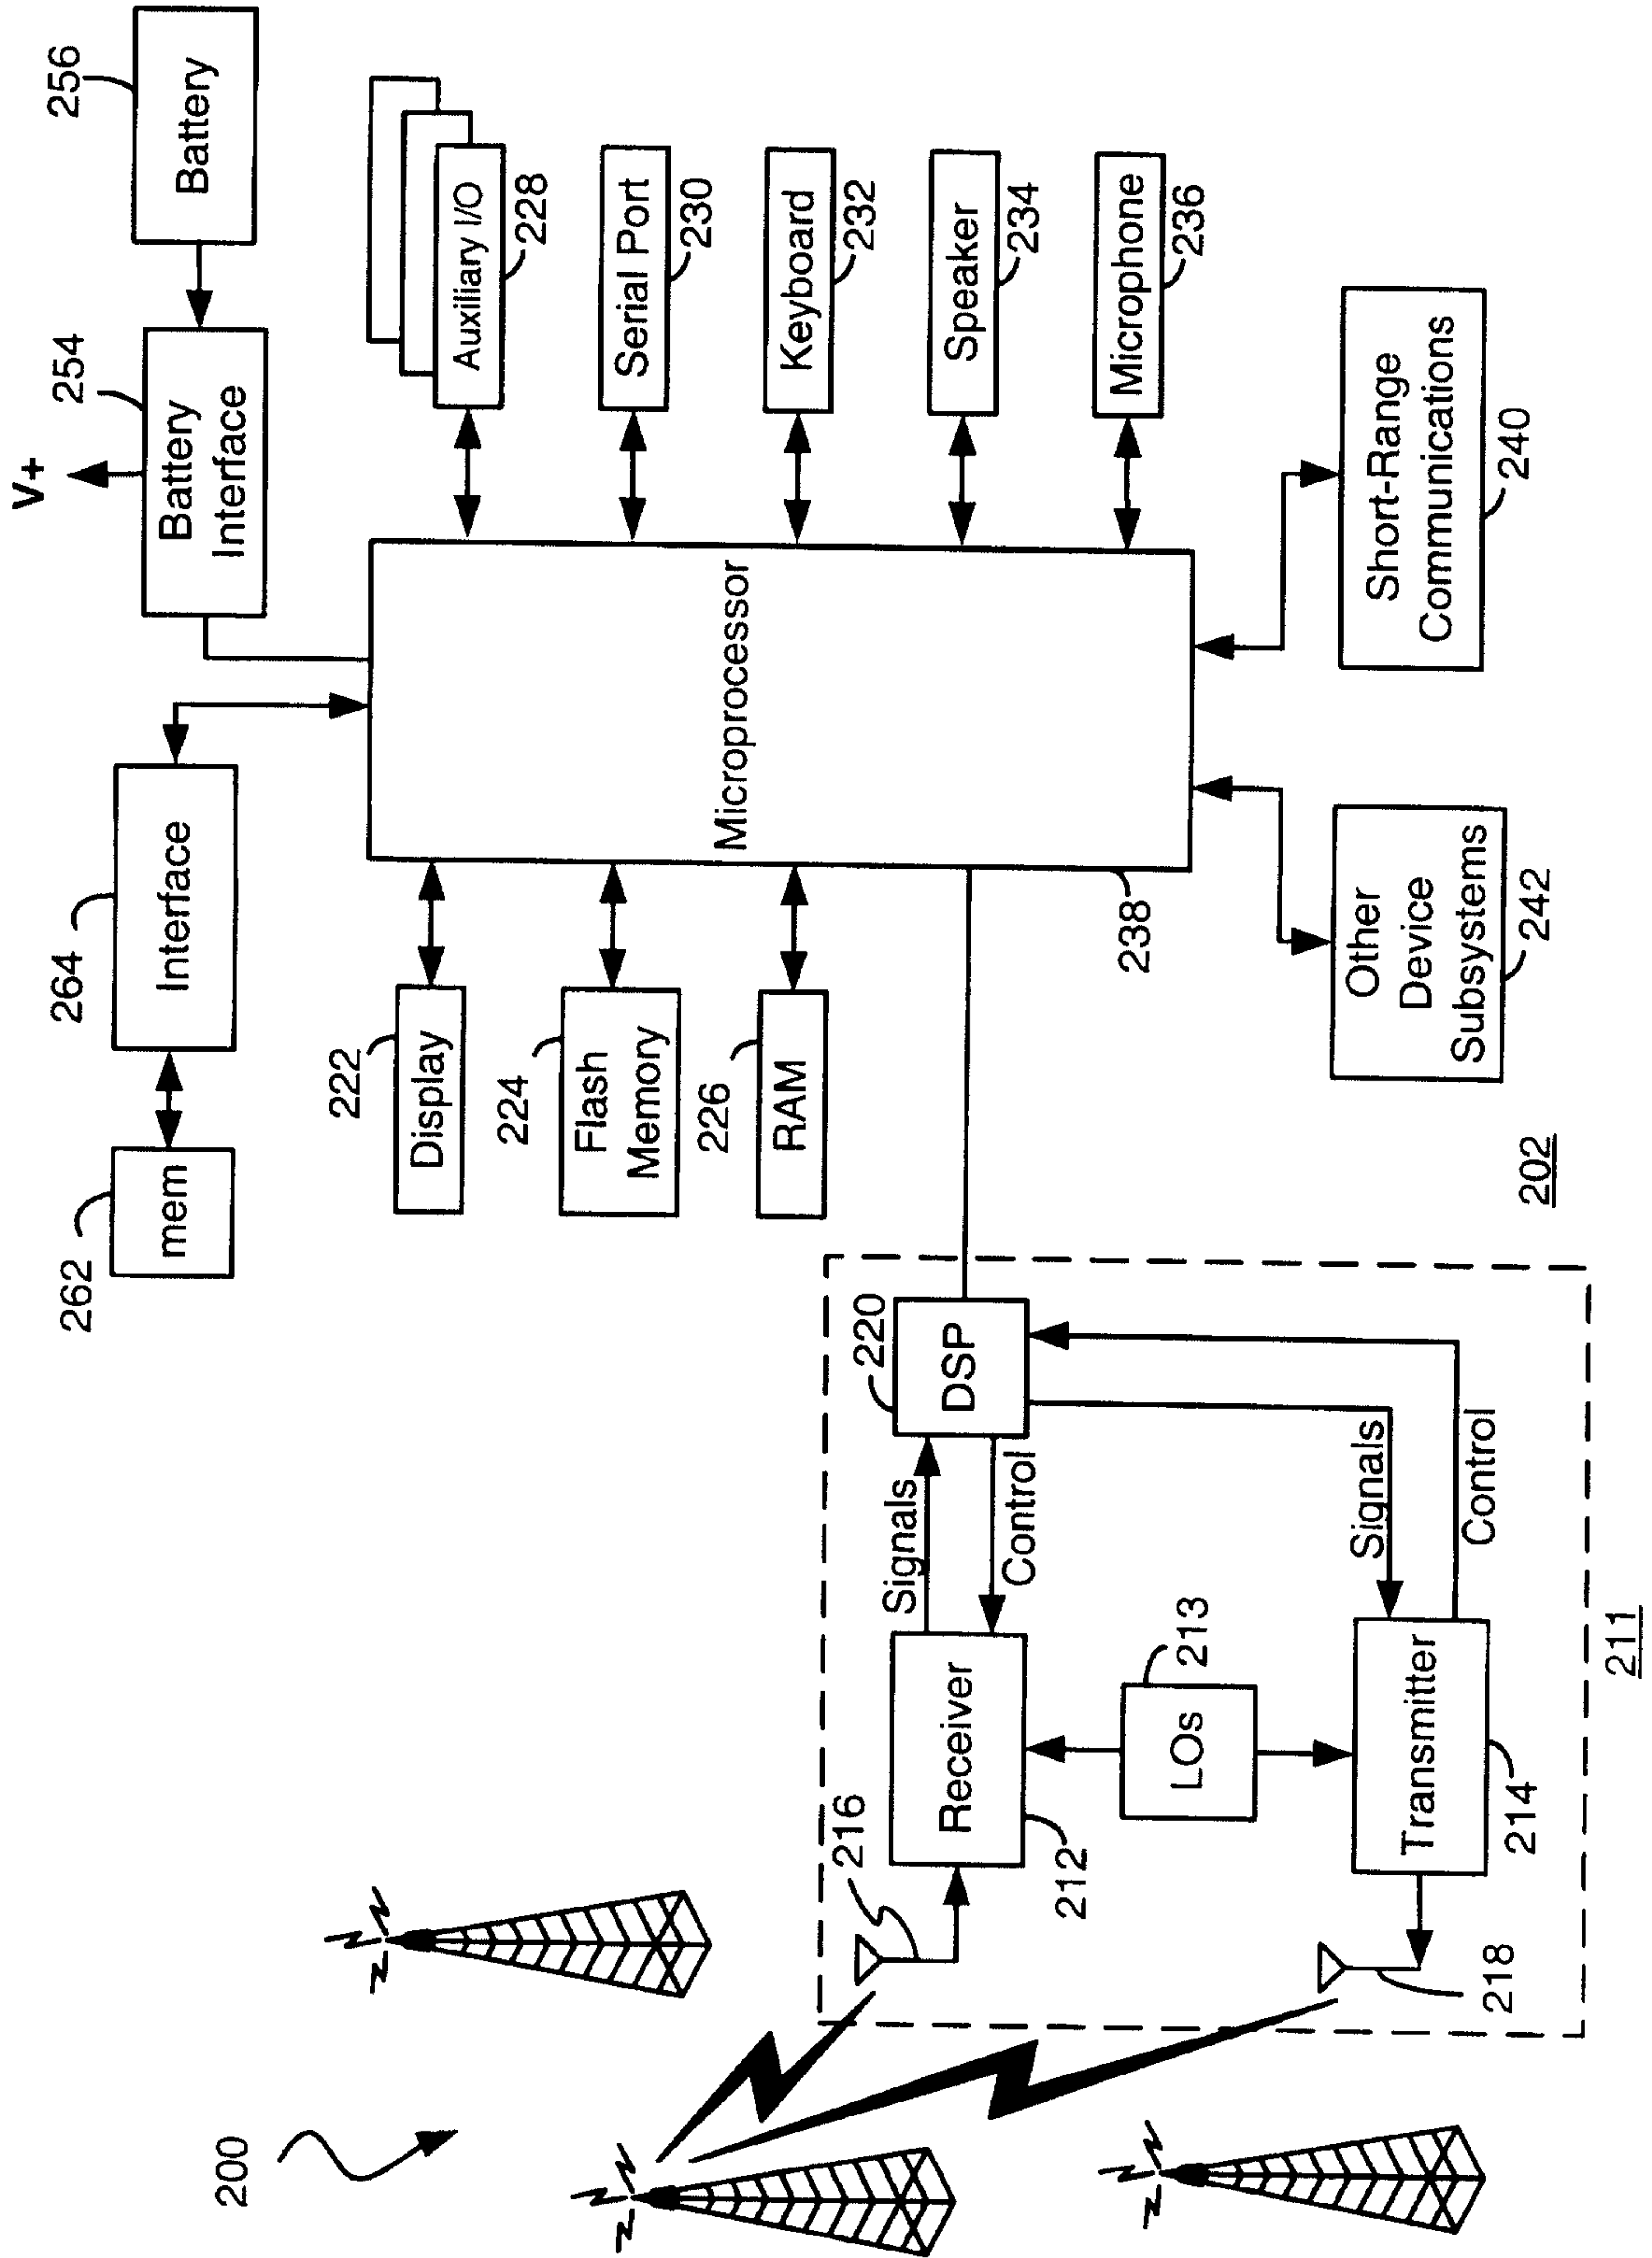 200
262
mem
264
Interface
V+
254
Battery
Interface
256
Battery
222
Display
224
Flash
Memory
226
RAM
Microprocessor
238
Auxiliary I/O
228
Serial Port
230
Keyboard
232
Speaker
234
Microphone
236
216
Receiver
212
Signals
Control
220
DSP
LOs
213
218
Transmitter
214
Signals
Control
211
202
Other
Device
Subsystems
242
Short-Range
Communications
240